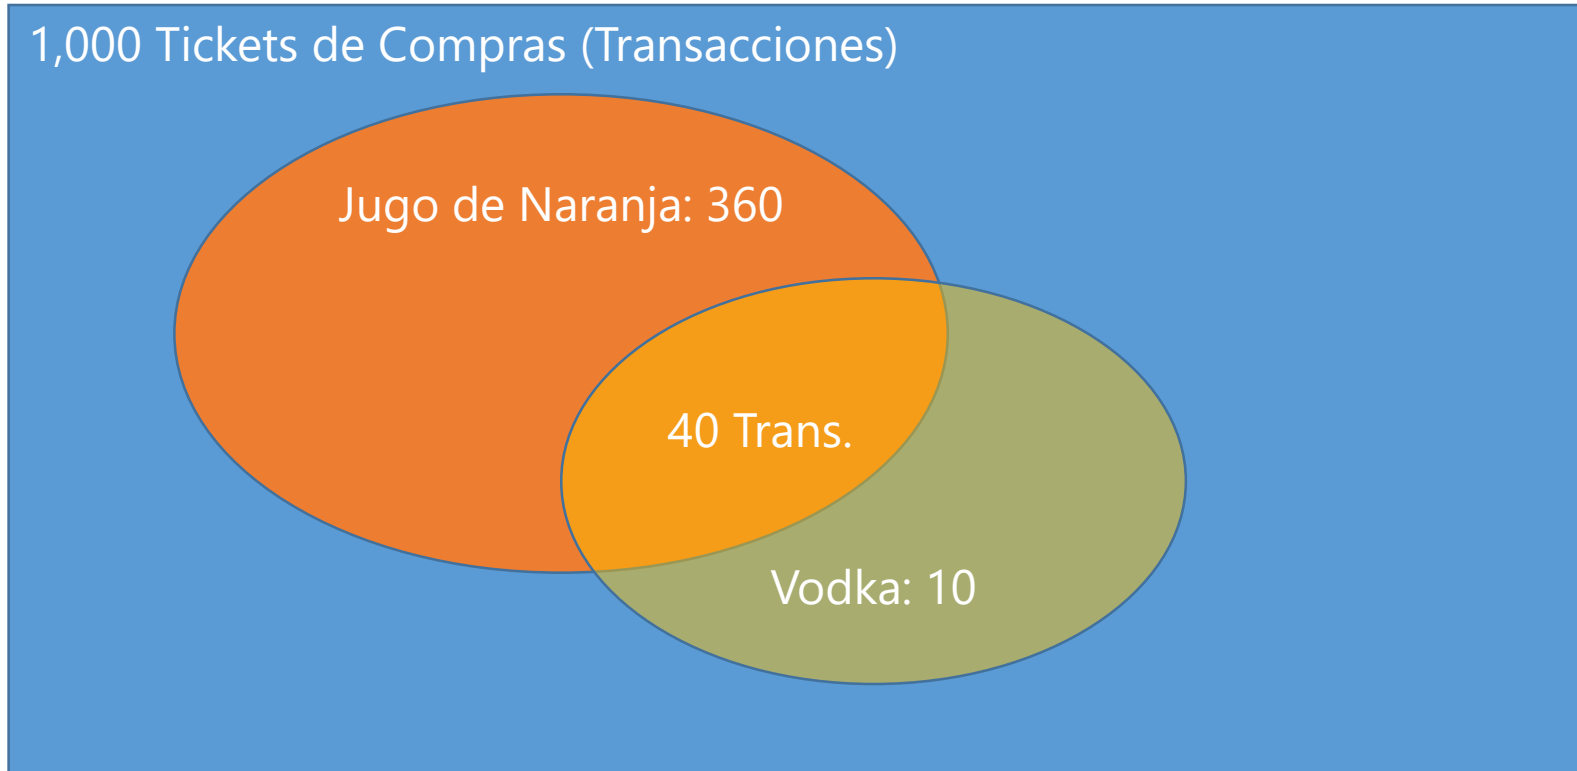 1,000 Tickets de Compras (Transacciones)
Jugo de Naranja: 360
40 Trans.
Vodka: 10